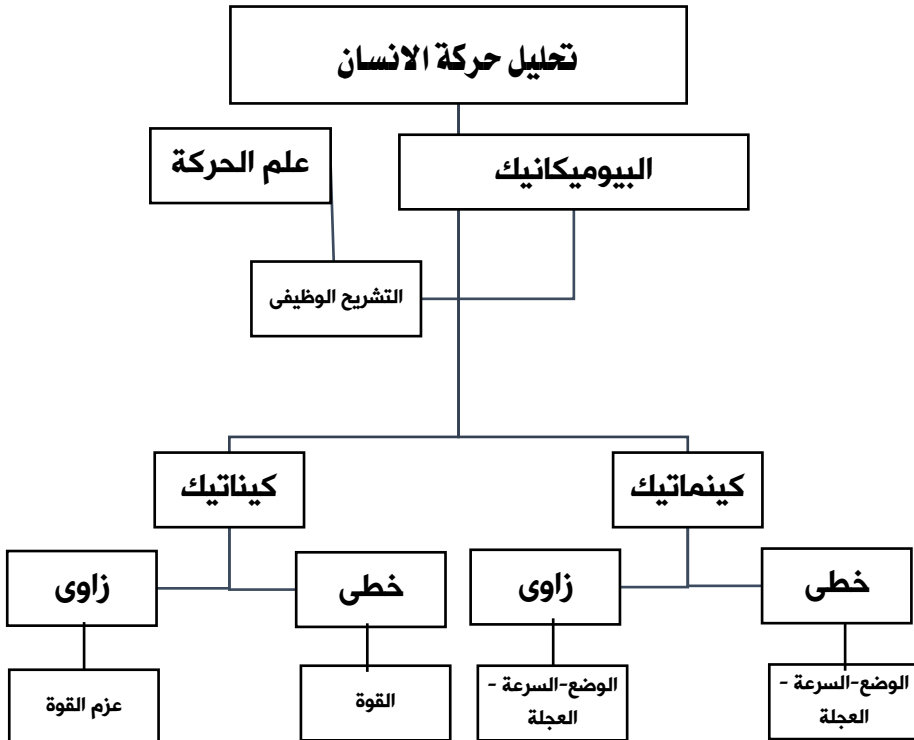 تحليل حركة الانسان
البيوميكانيك
علم الحركة
التشريح الوظيفى
كينماتيك
كيناتيك
خطى
زاوى
خطى
زاوى
الوضع-السرعة -
العجلة
الوضع-السرعة -
العجلة
القوة
عزم القوة